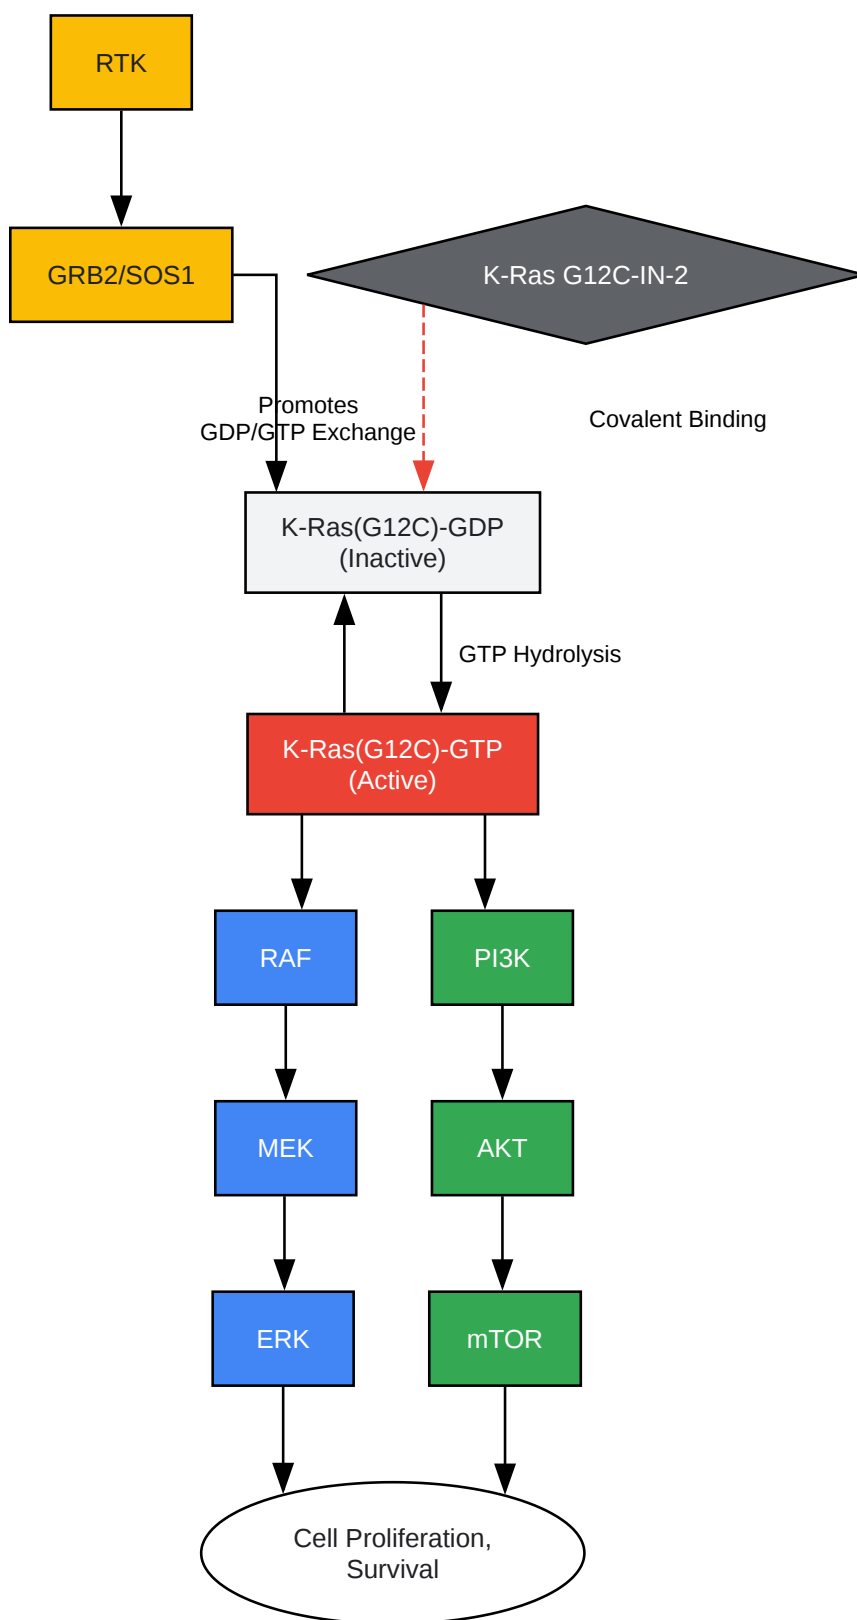 RTK
GRB2/SOS1
K-Ras G12C-IN-2
Promotes
GDP/GTP Exchange
Covalent Binding
K-Ras(G12C)-GDP
(Inactive)
GTP Hydrolysis
K-Ras(G12C)-GTP
(Active)
RAF
PI3K
MEK
AKT
ERK
mTOR
Cell Proliferation,
Survival